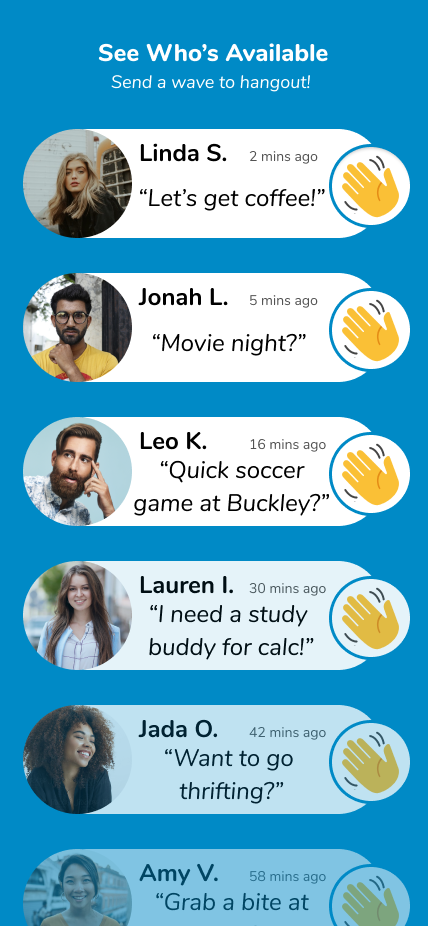 See Who’s Available
Send a wave to hangout!
Linda S. 2 mins ago
“Let’s get coffee!”
Jonah L. 5 mins ago
“Movie night?”
Leo K. 16 mins ago
“Quick soccer
game at Buckley?”
Lauren I. 30 mins ago
“I need a study
buddy for calc!”
Jada O. 42 mins ago
“Want to go
thrifting?”
Amy V. 58 mins ago
“Grab a bite at